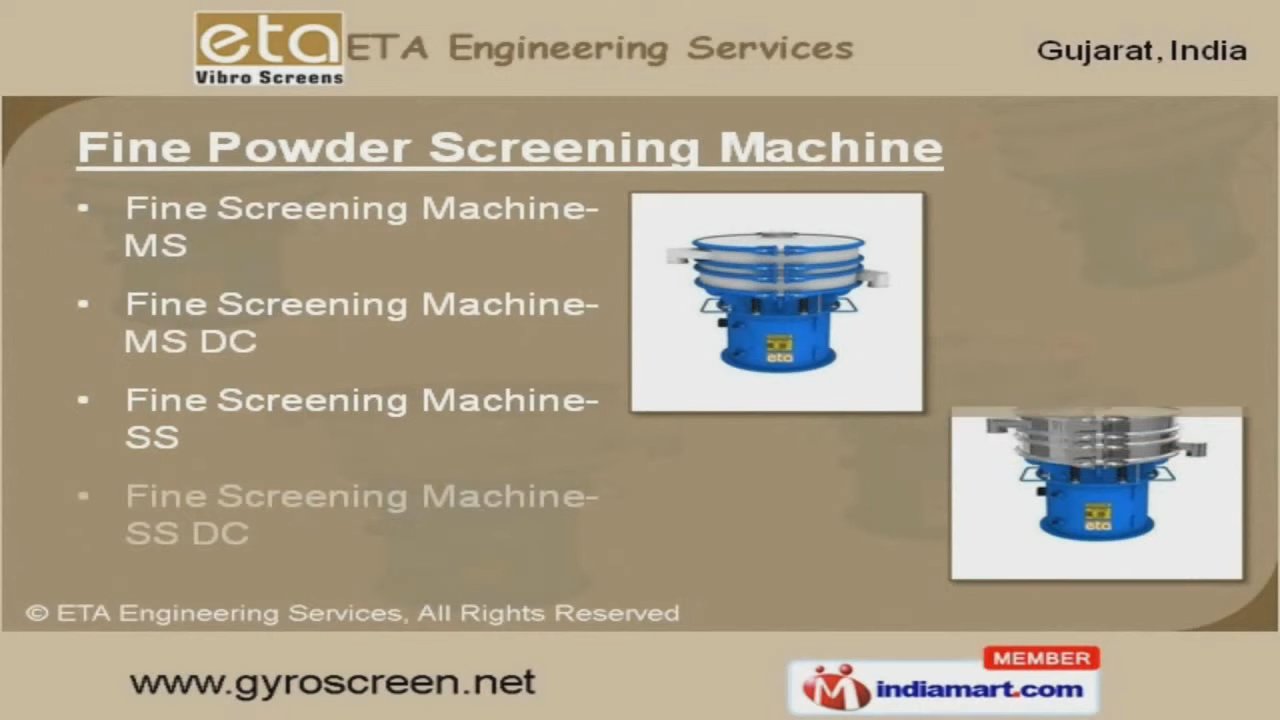 eta
Vibro Screens
ETA Engineering Services
Gujarat, India
Fine Powder Screening Machine
• Fine Screening Machine-
MS
• Fine Screening Machine-
MS DC
• Fine Screening Machine-
SS
• Fine Screening Machine-
SS DC
eta
eta
© ETA Engineering Services, All Rights Reserved
www.gyroscreen.net
MEMBER
indiamart.com